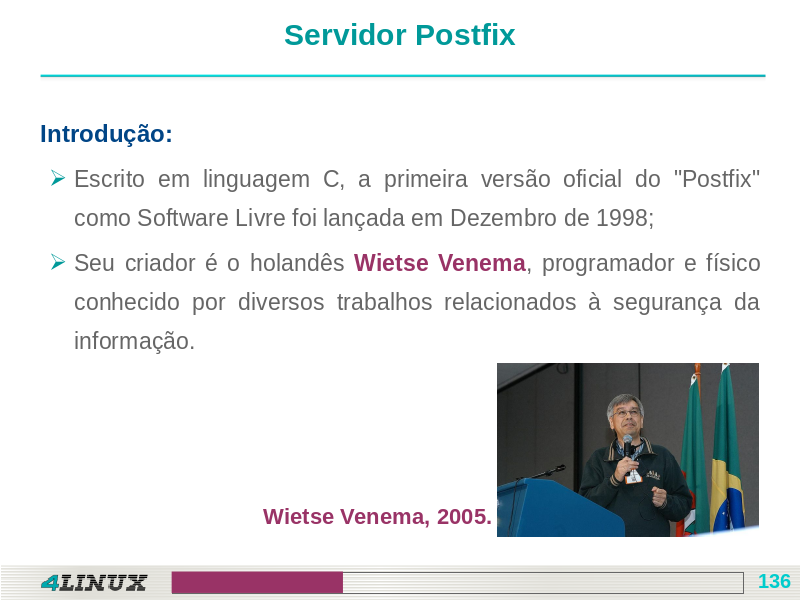 Servidor Postfix
Introdução:
Escrito em linguagem C, a primeira versão oficial do "Postfix"
como Software Livre foi lançada em Dezembro de 1998;
Seu criador é o holandês Wietse Venema, programador e físico
conhecido por diversos trabalhos relacionados à segurança da
informação.
Wietse Venema, 2005.
4LINUX
136